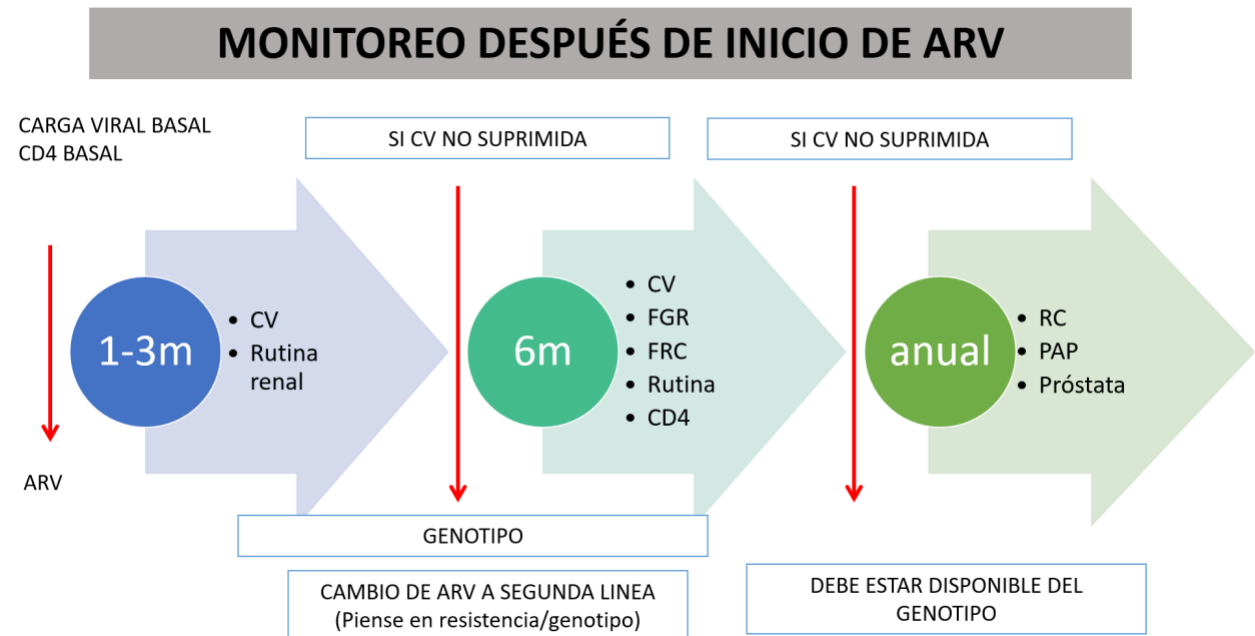 MONITOREO DESPUÉS DE INICIO DE ARV
CARGA VIRAL BASAL
CD4 BASAL
SI CV NO SUPRIMIDA
SI CV NO SUPRIMIDA
1-3m
• CV
• Rutina
renal
6m
• CV
• FGR
• FRC
• Rutina
• CD4
anual
• RC
• PAP
• Próstata
ARV
GENOTIPO
CAMBIO DE ARV A SEGUNDA LINEA
(Piense en resistencia/genotipo)
DEBE ESTAR DISPONIBLE DEL
GENOTIPO